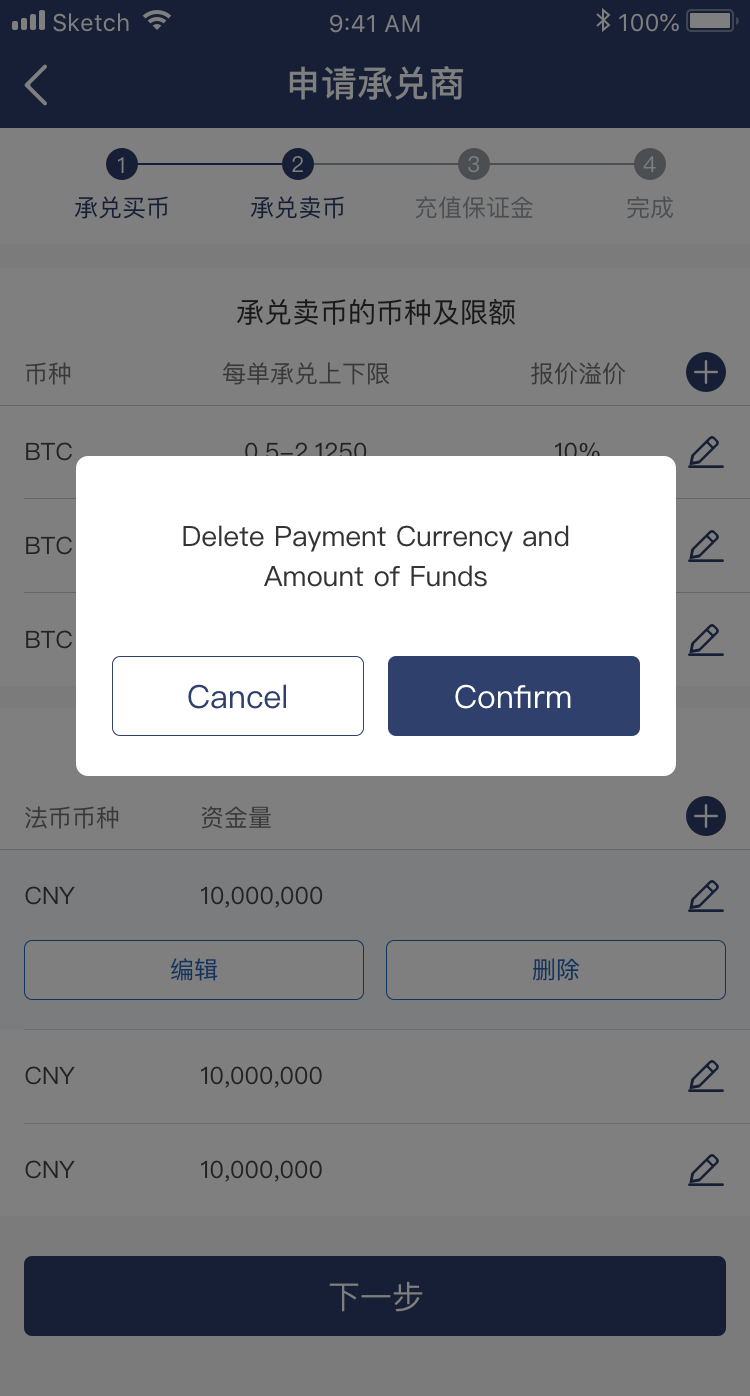 Sketch 9:41 AM 100%
申请承兑商
1 2 3 4
承兑买币 承兑卖币 充值保证金 完成
承兑卖币的币种及限额
币种 每单承兑上下限 报价溢价
BTC 0.5-2.1250 10%
BTC
BTC
Delete Payment Currency and
Amount of Funds
Cancel Confirm
法币币种 资金量
CNY 10,000,000
编辑 删除
CNY 10,000,000
CNY 10,000,000
下一步